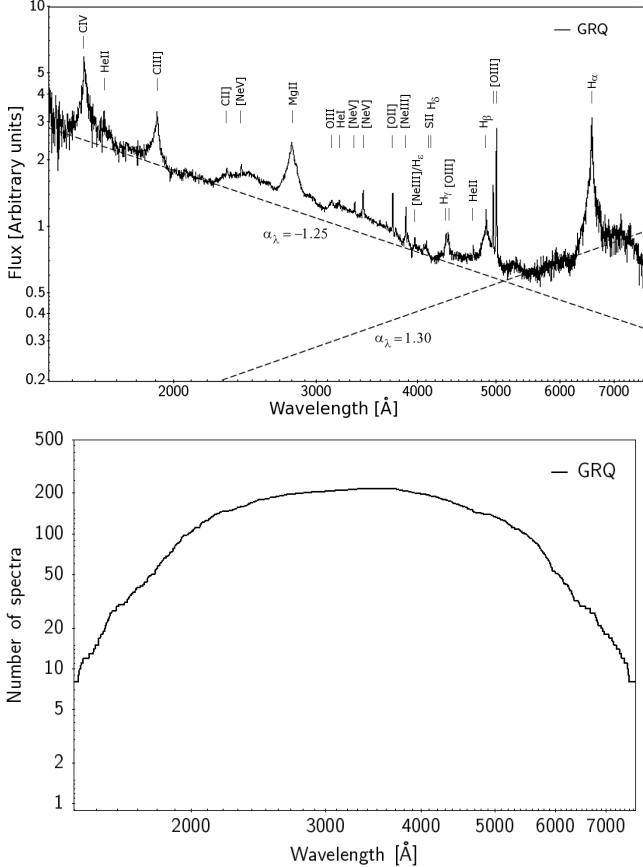 10
5
4
3
2
1
0.5
0.4
0.3
0.2
Flux [Arbitrary units]
GRQ
CIV
HeII
CIII]
CII]
[NeV]
MgII
OIII
HeI
[NeV]
[NeV]
[OII]
[NeIII]
[NeIII]/Hε
SII Hδ
Hγ [OIII]
HeII
Hβ
[OIII]
Hα
αλ = −1.25
αλ = 1.30
2000 3000 4000 5000 6000 7000
Wavelength [Å]
500
200
100
50
20
10
5
2
1
Number of spectra
GRQ
2000 3000 4000 5000 6000 7000
Wavelength [Å]